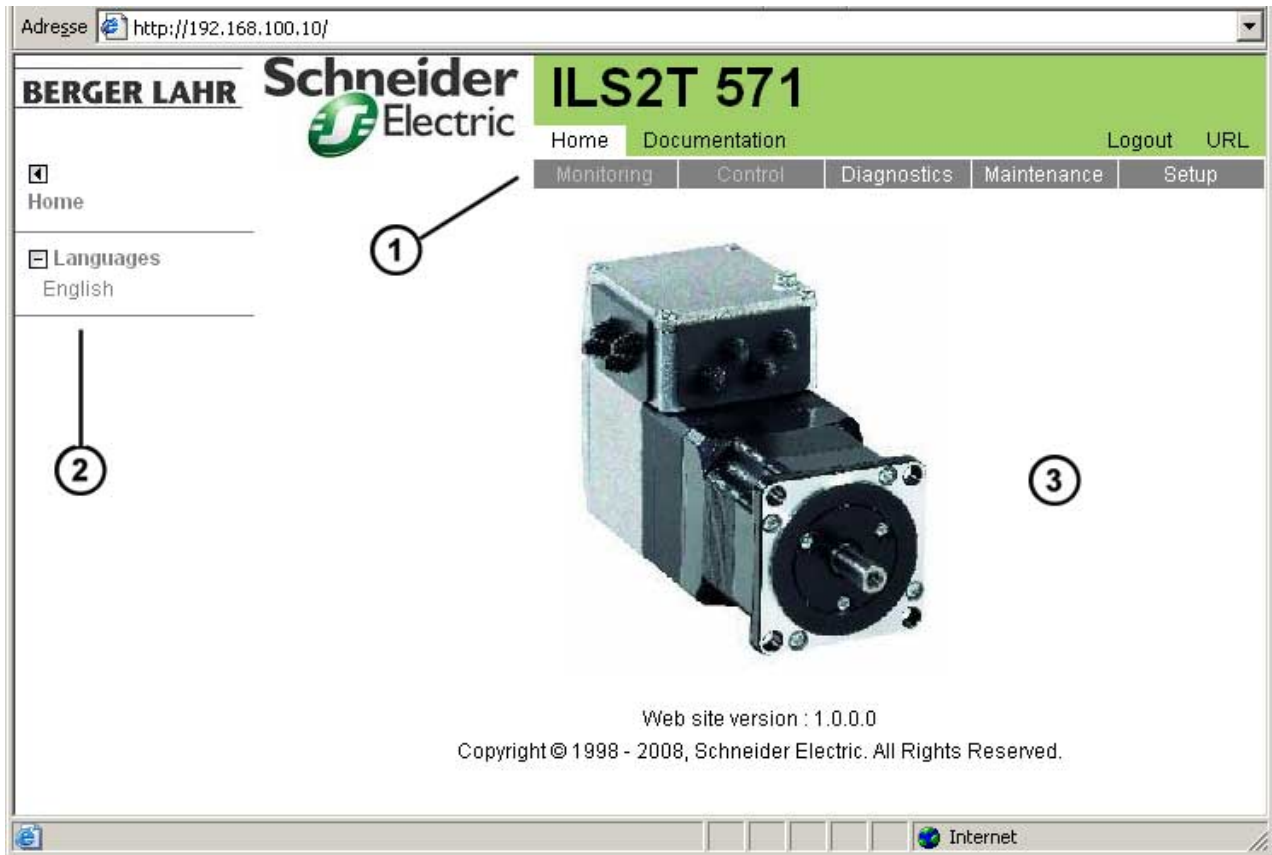 Adresse http://192.168.100.10/
BERGER LAHR
Schneider
Electric
ILS2T 571
Home Documentation Logout URL
Monitoring Control Diagnostics Maintenance Setup
Home
Languages
English
1
2
3
Web site version : 1.0.0.0
Copyright © 1998 - 2008, Schneider Electric. All Rights Reserved.
Internet